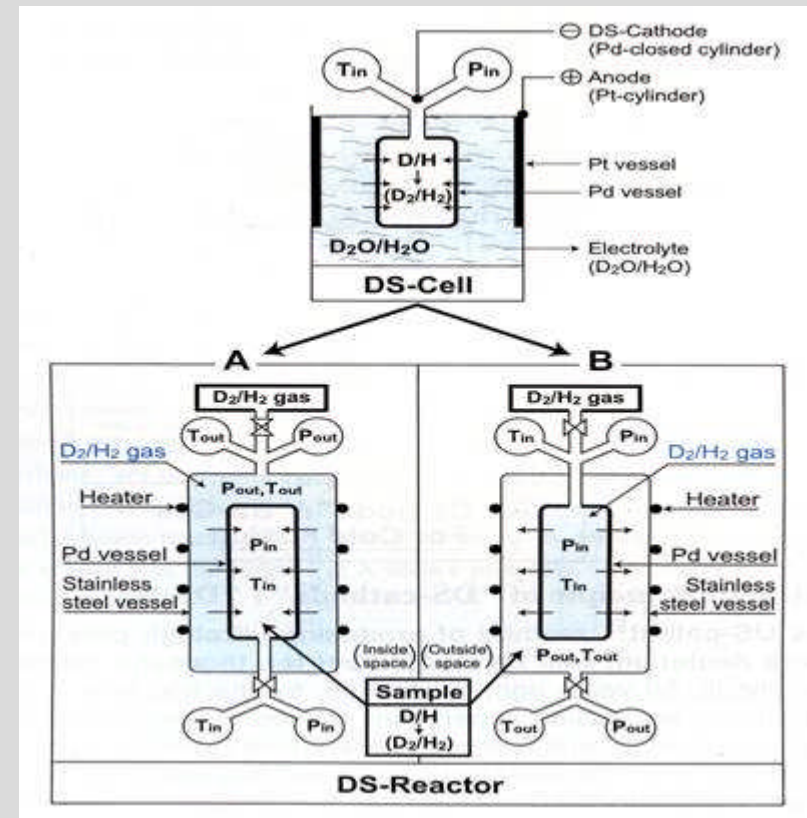 ⊖ DS-Cathode
(Pd-closed cylinder)
Tin
Pin
⊕ Anode
(Pt-cylinder)
D/H
(D2/H2)
Pt vessel
Pd vessel
D2O/H2O
Electrolyte
(D2O/H2O)
DS-Cell
A
B
D2/H2 gas
D2/H2 gas
Tout
Pout
Tin
Pin
D2/H2 gas
D2/H2 gas
Pout,Tout
Heater
Heater
Pin
Pin
Pd vessel
Pd vessel
Tin
Tin
Stainless
steel vessel
Stainless
steel vessel
(Inside space)
(Outside space)
Pout,Tout
Sample
D/H
(D2/H2)
Tin
Pin
Tout
Pout
DS-Reactor